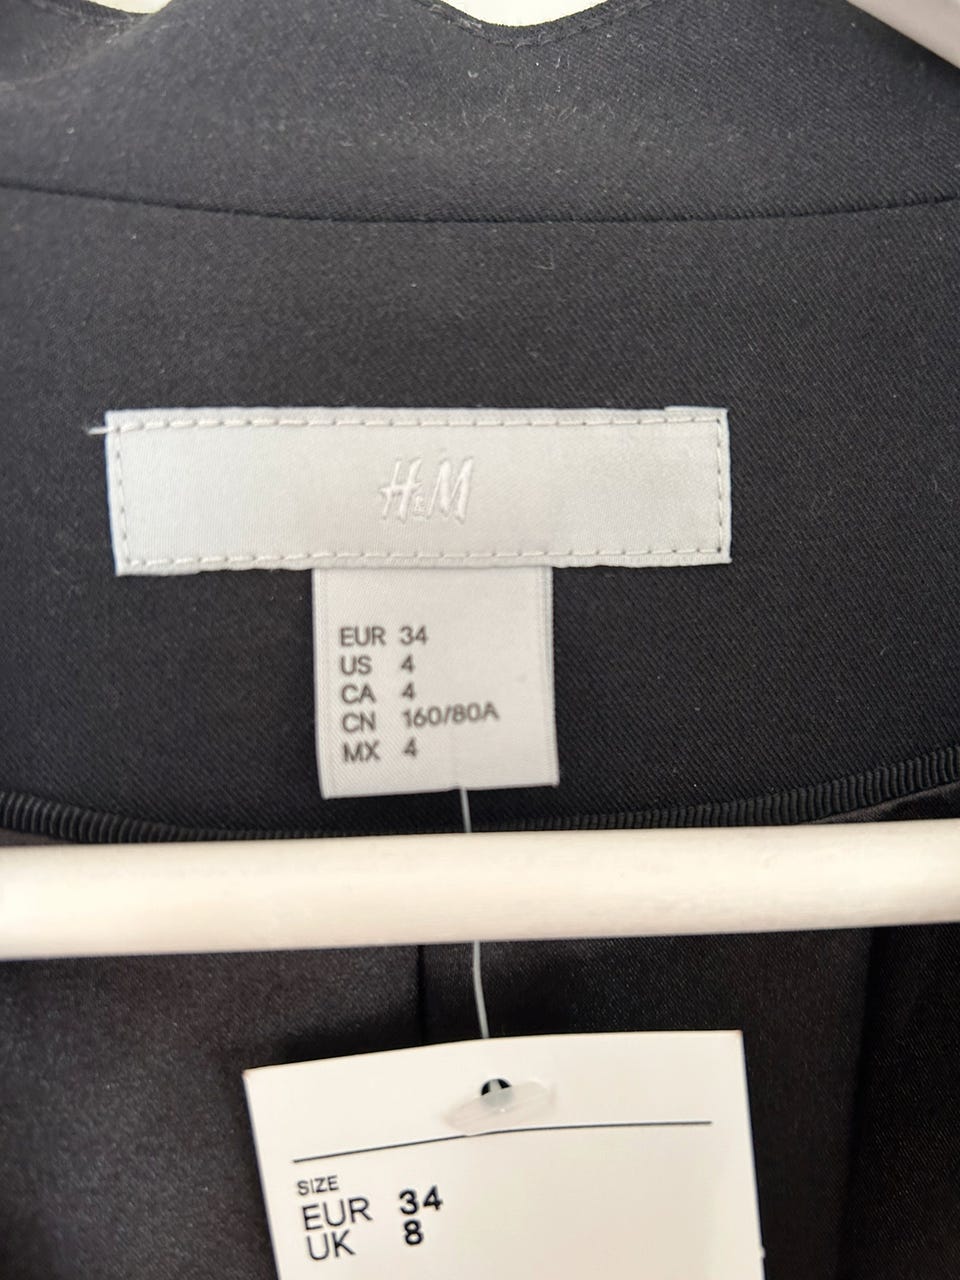 H&M
EUR 34
US 4
CA 4
CN 160/80A
MX 4
SIZE
EUR 34
UK 8